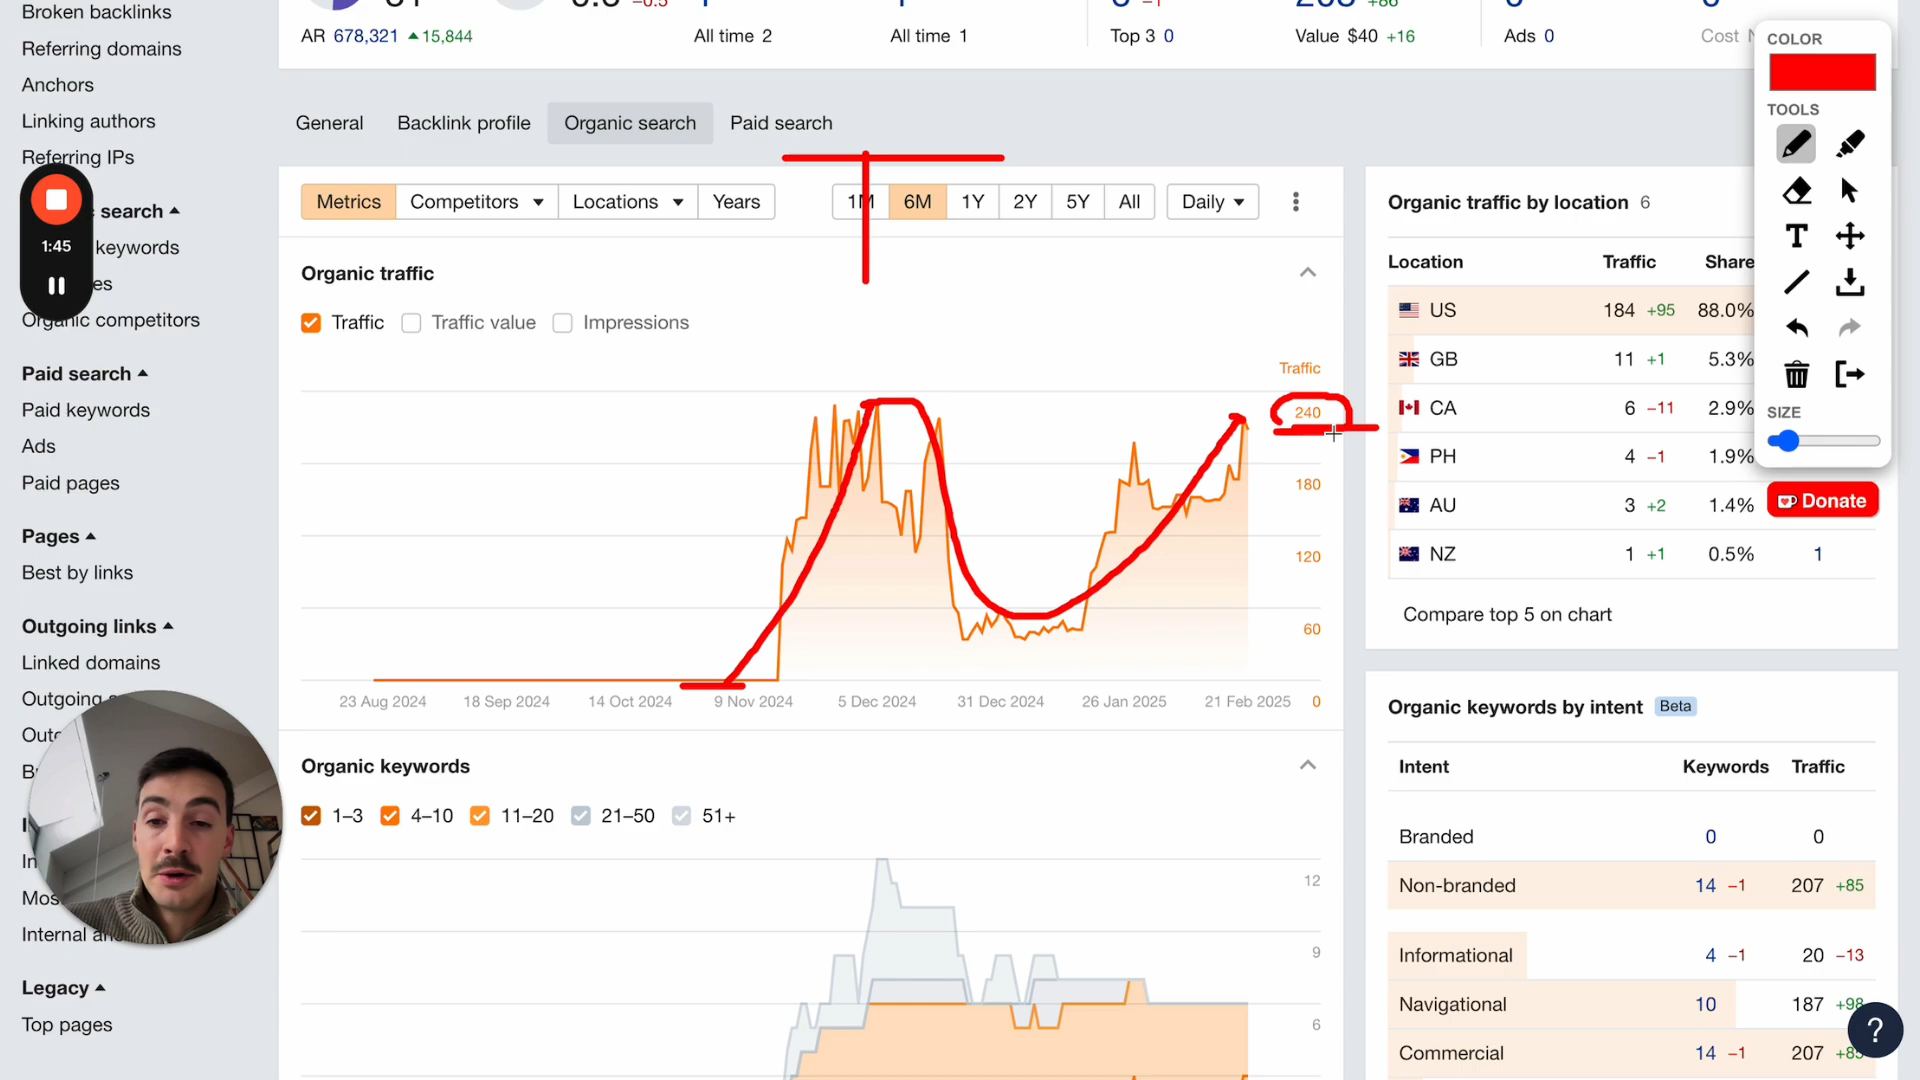 Broken backlinks
Referring domains
Anchors
Linking authors
Referring IPs
search
keywords
es
Organic competitors
Paid search
Paid keywords
Ads
Paid pages
Pages
Best by links
Outgoing links
Linked domains
Outgoing
Legacy
Top pages
1:45
-0.5
-1
+86
AR 678,321 15,844
All time 2
All time 1
Top 3 0
Value $40 +16
Ads 0
Cost
General
Backlink profile
Organic search
Paid search
Metrics
Competitors
Locations
Years
1M
6M
1Y
2Y
5Y
All
Daily
Organic traffic
Traffic
Traffic value
Impressions
Traffic
240
180
120
60
0
23 Aug 2024
18 Sep 2024
14 Oct 2024
9 Nov 2024
5 Dec 2024
31 Dec 2024
26 Jan 2025
21 Feb 2025
Organic keywords
1–3
4–10
11–20
21–50
51+
12
9
6
Organic traffic by location 6
Location Traffic Share
US 184 +95 88.0%
GB 11 +1 5.3%
CA 6 −11 2.9%
PH 4 −1 1.9%
AU 3 +2 1.4%
NZ 1 +1 0.5% 1
Compare top 5 on chart
Organic keywords by intent Beta
Intent Keywords Traffic
Branded 0 0
Non-branded 14 −1 207 +85
Informational 4 −1 20 −13
Navigational 10 187 +98
Commercial 14 −1 207 +85
COLOR
TOOLS
T
SIZE
Donate
?